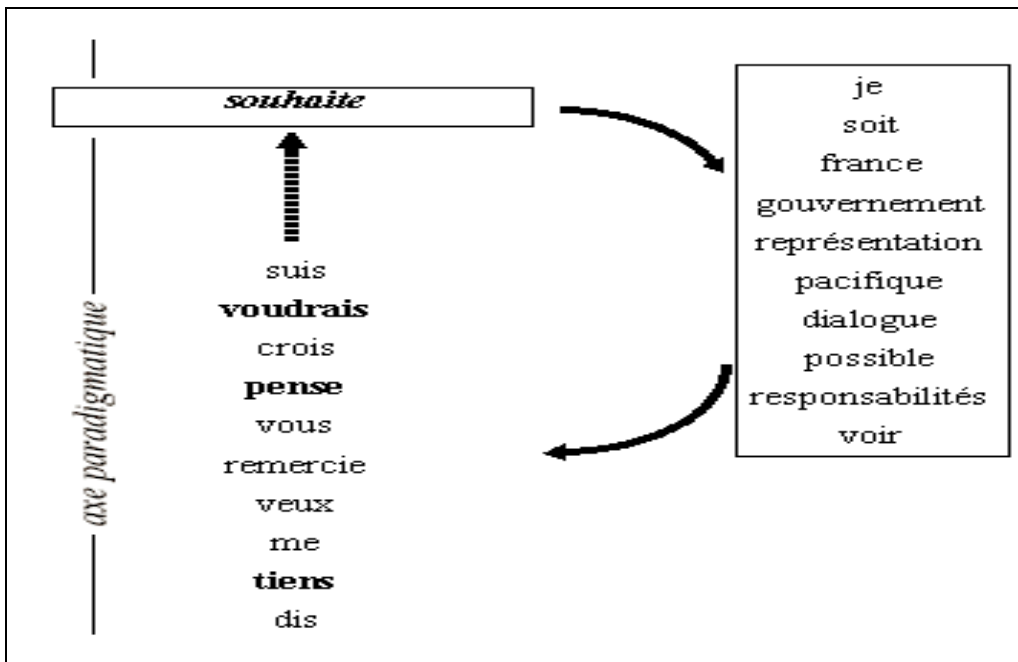 souhaite
suis
voudrais
crois
pense
vous
remercie
veux
me
tiens
dis
je
soit
france
gouvernement
représentation
pacifique
dialogue
possible
responsabilités
voir
axe paradigmatique